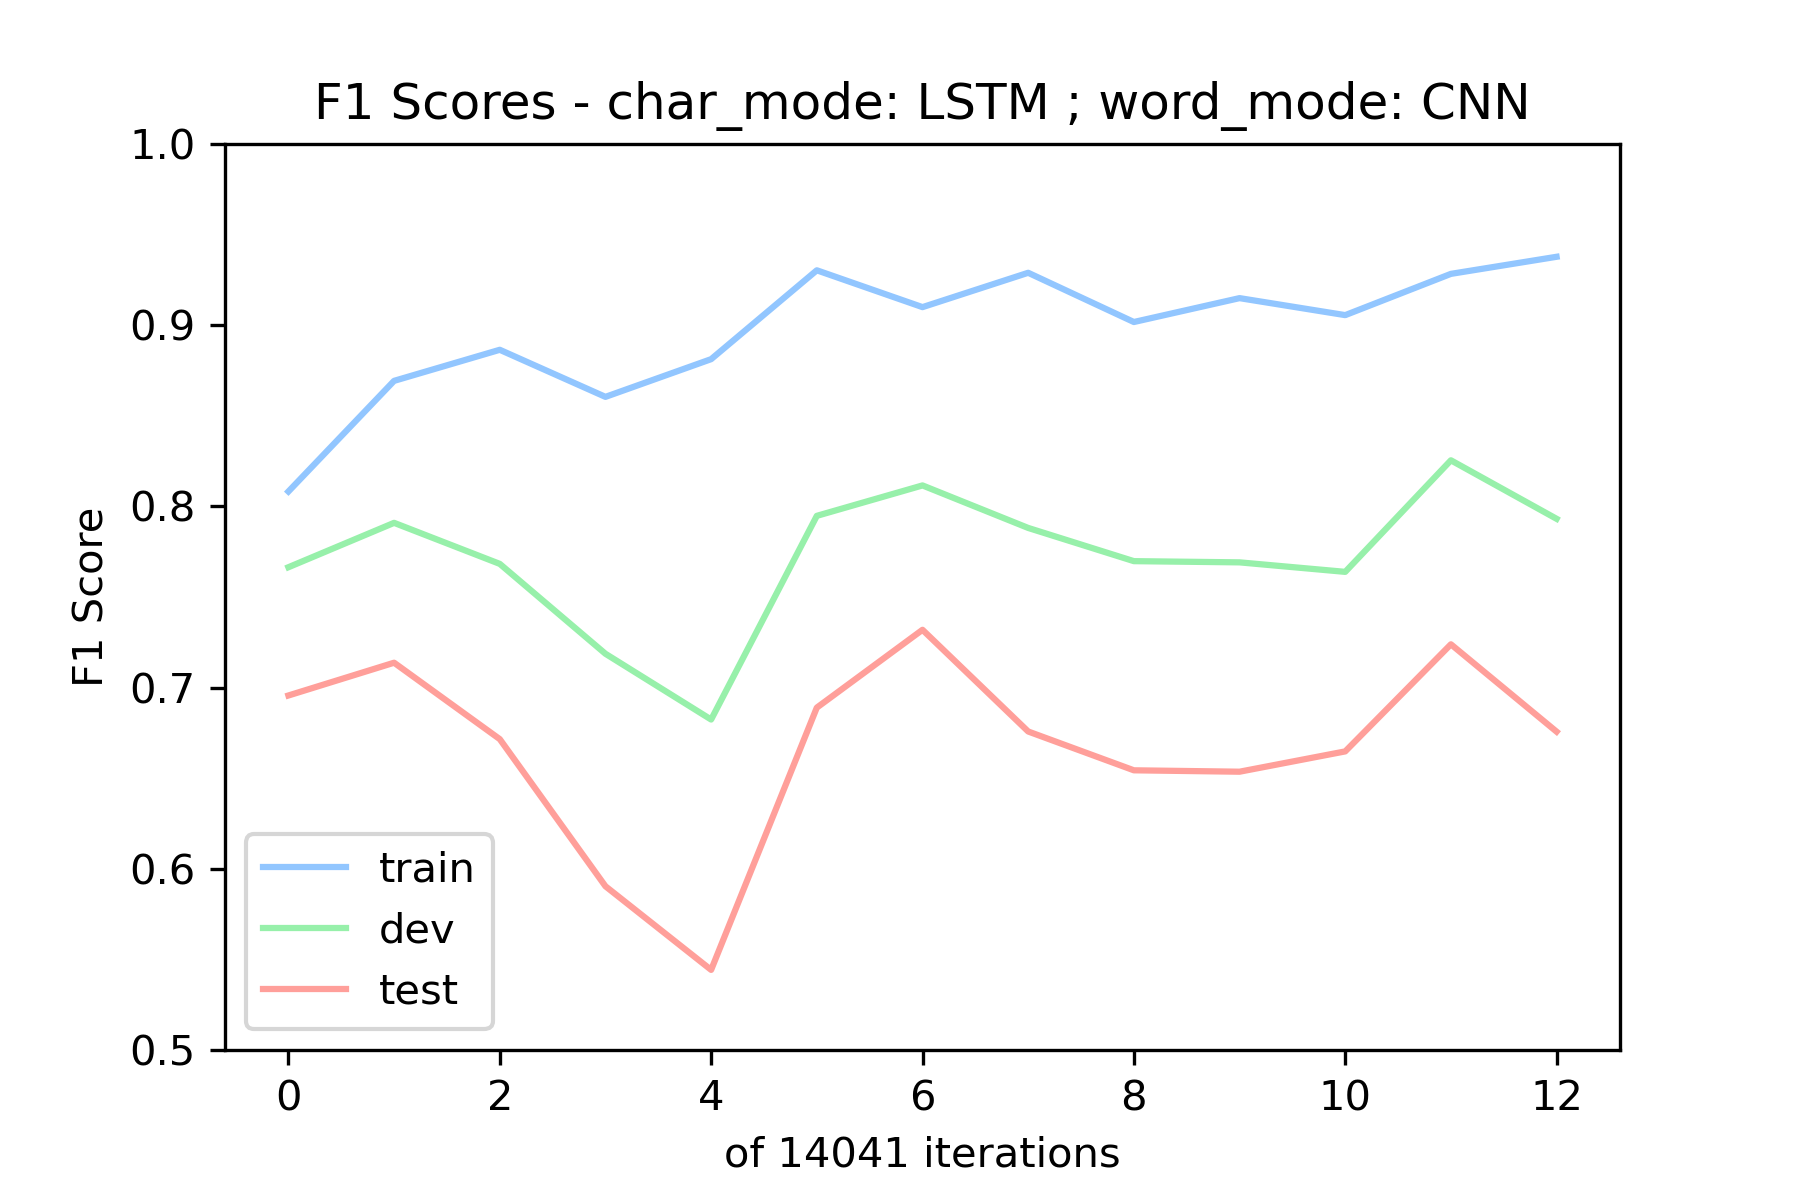 F1 Scores - char_mode: LSTM ; word_mode: CNN
1.0
0.9
0.8
0.7
0.6
0.5
F1 Score
train
dev
test
0 2 4 6 8 10 12
of 14041 iterations